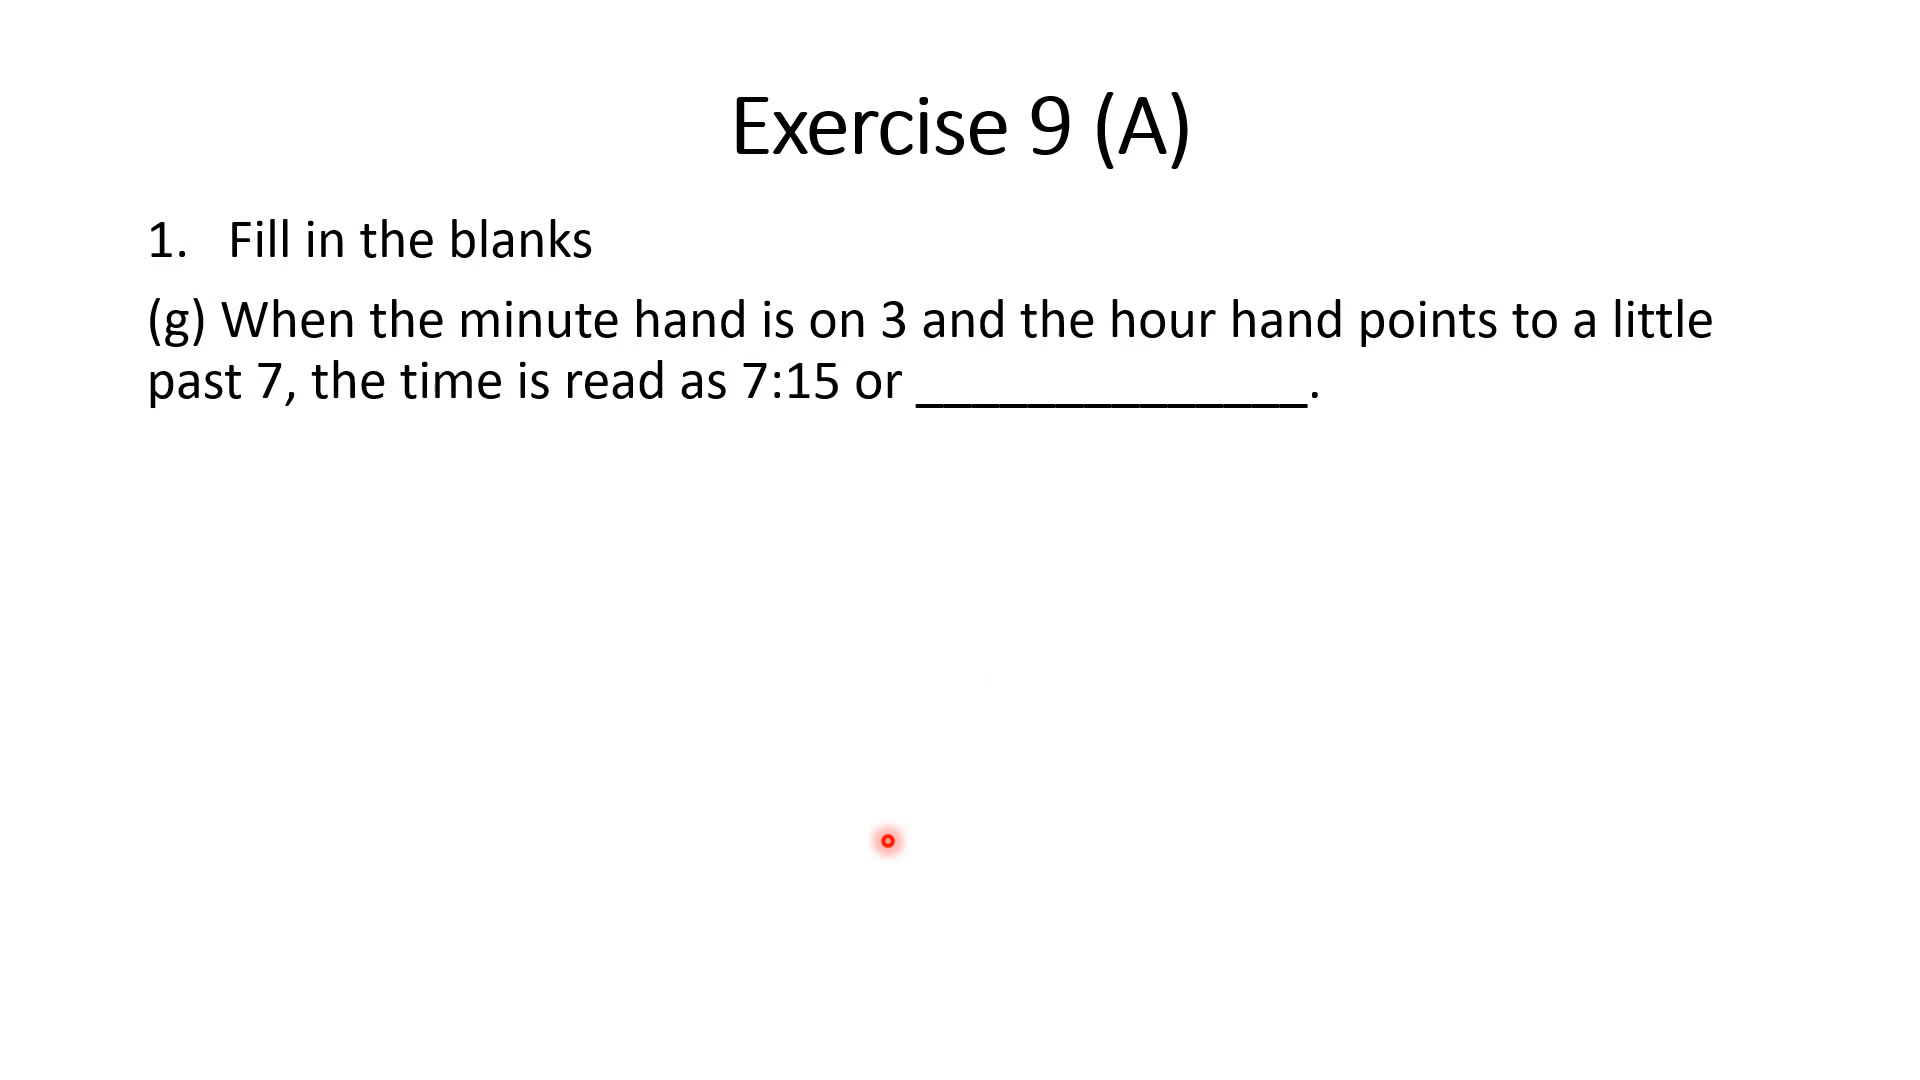 Exercise 9 (A)
1. Fill in the blanks
(g) When the minute hand is on 3 and the hour hand points to a little
past 7, the time is read as 7:15 or ______________.